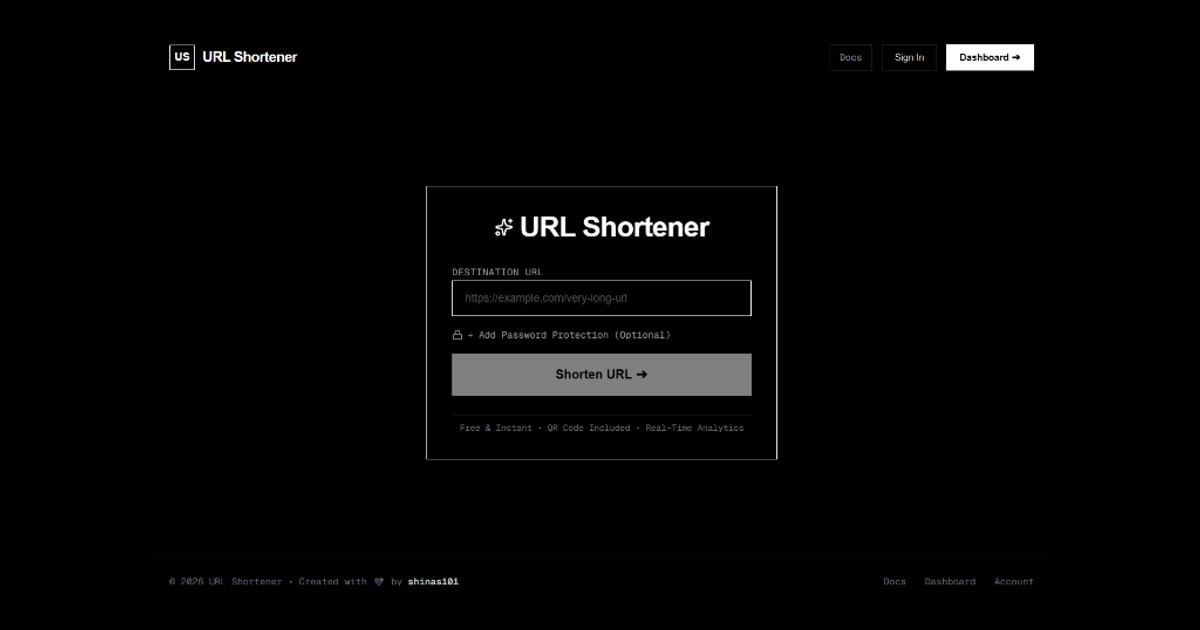 US URL Shortener
Docs
Sign In
Dashboard ➔
URL Shortener
DESTINATION URL
https://example.com/very-long-url
+ Add Password Protection (Optional)
Shorten URL ➔
Free & Instant · QR Code Included · Real-Time Analytics
© 2026 URL Shortener · Created with 🖤 by shinas101
Docs
Dashboard
Account